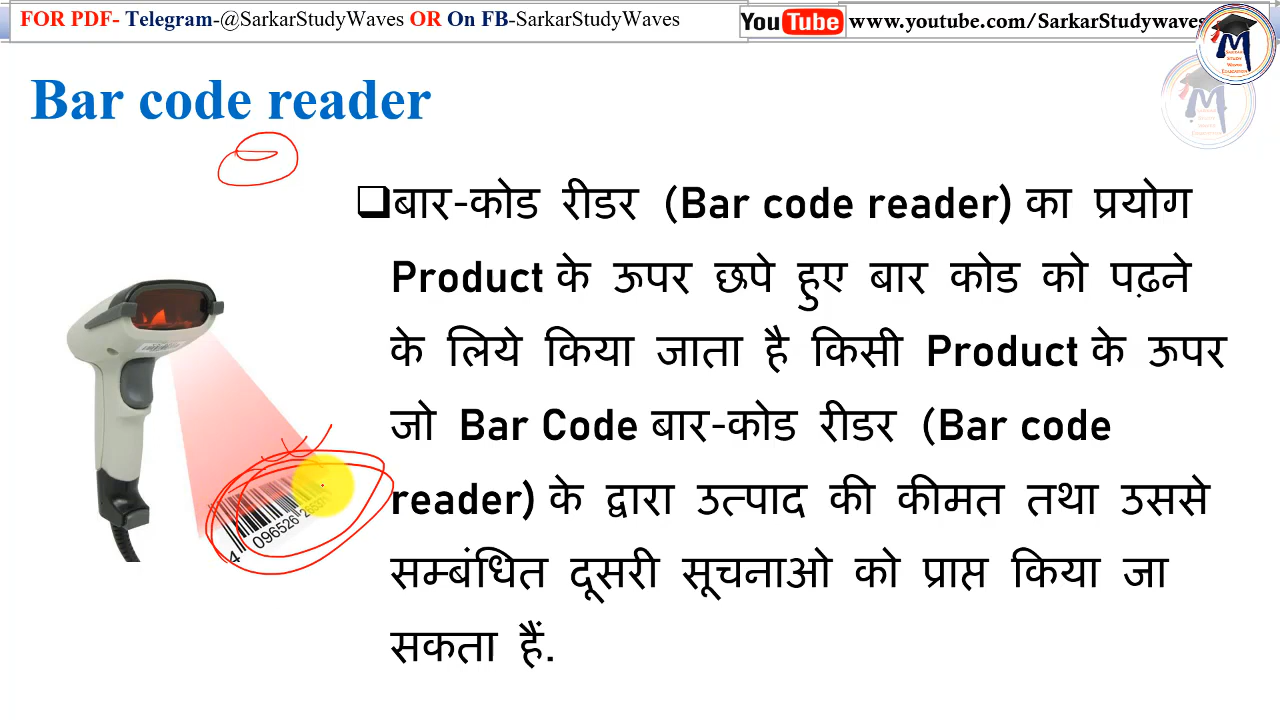 FOR PDF- Telegram-@SarkarStudyWaves OR On FB-SarkarStudyWaves
YouTube www.youtube.com/SarkarStudywaves
Bar code reader
❑बार-कोड रीडर (Bar code reader) का प्रयोग
Product के ऊपर छपे हुए बार कोड को पढ़ने
के लिये किया जाता है किसी Product के ऊपर
जो Bar Code बार-कोड रीडर (Bar code
reader) के द्वारा उत्पाद की कीमत तथा उससे
सम्बंधित दूसरी सूचनाओ को प्राप्त किया जा
सकता हैं.
4 096526